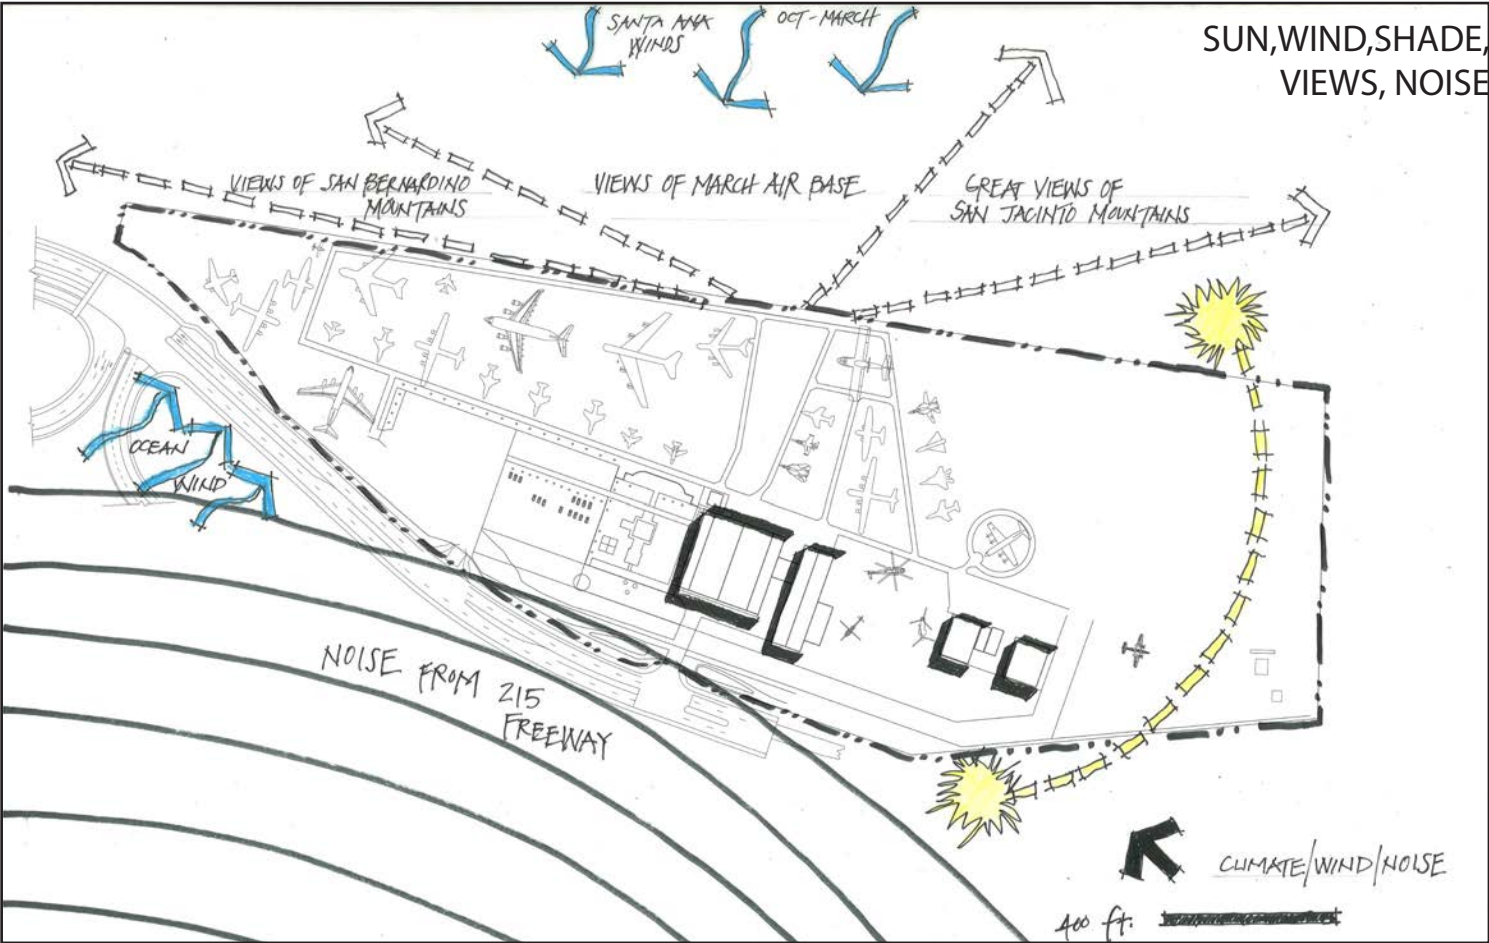 SUN,WIND,SHADE,
VIEWS, NOISE
SANTA ANA
WINDS
OCT-MARCH
VIEWS OF SAN BERNARDINO
MOUNTAINS
VIEWS OF MARCH AIR BASE
GREAT VIEWS OF
SAN JACINTO MOUNTAINS
OCEAN
WIND
NOISE FROM 215
FREEWAY
CLIMATE/WIND/NOISE
400 ft.